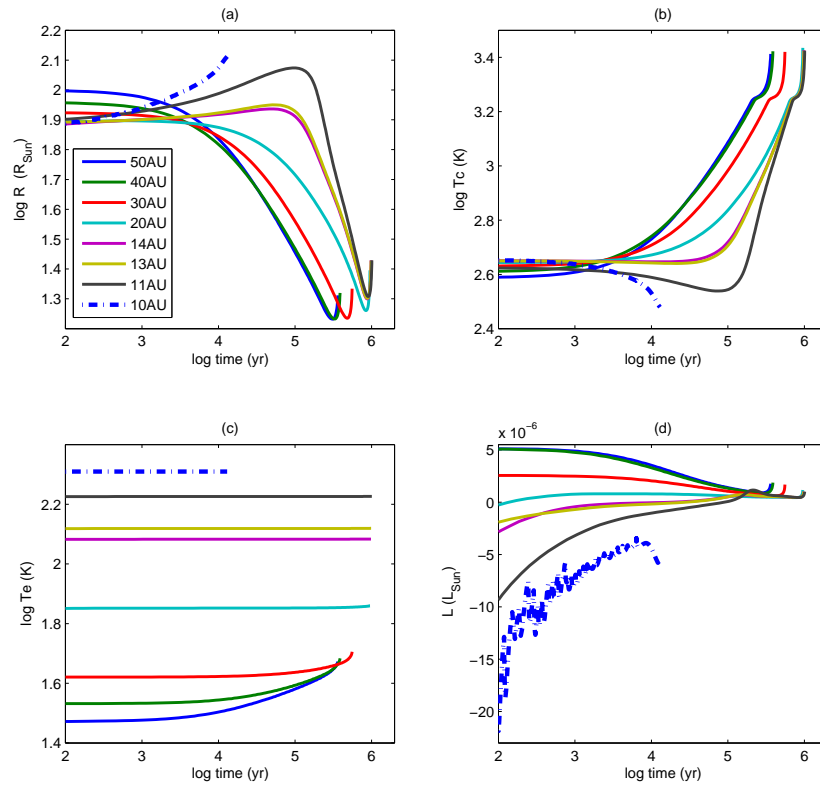 (a)
2.2
2.1
2
1.9
1.8
1.7
1.6
1.5
1.4
1.3
log R (R_Sun)
50AU
40AU
30AU
20AU
14AU
13AU
11AU
10AU
2 3 4 5 6
log time (yr)
(b)
3.4
3.2
3
2.8
2.6
2.4
log Tc (K)
2 3 4 5 6
log time (yr)
(c)
2.2
2
1.8
1.6
1.4
log Te (K)
2 3 4 5 6
log time (yr)
(d)
x 10^-6
5
0
−5
−10
−15
−20
L (L_Sun)
2 3 4 5 6
log time (yr)